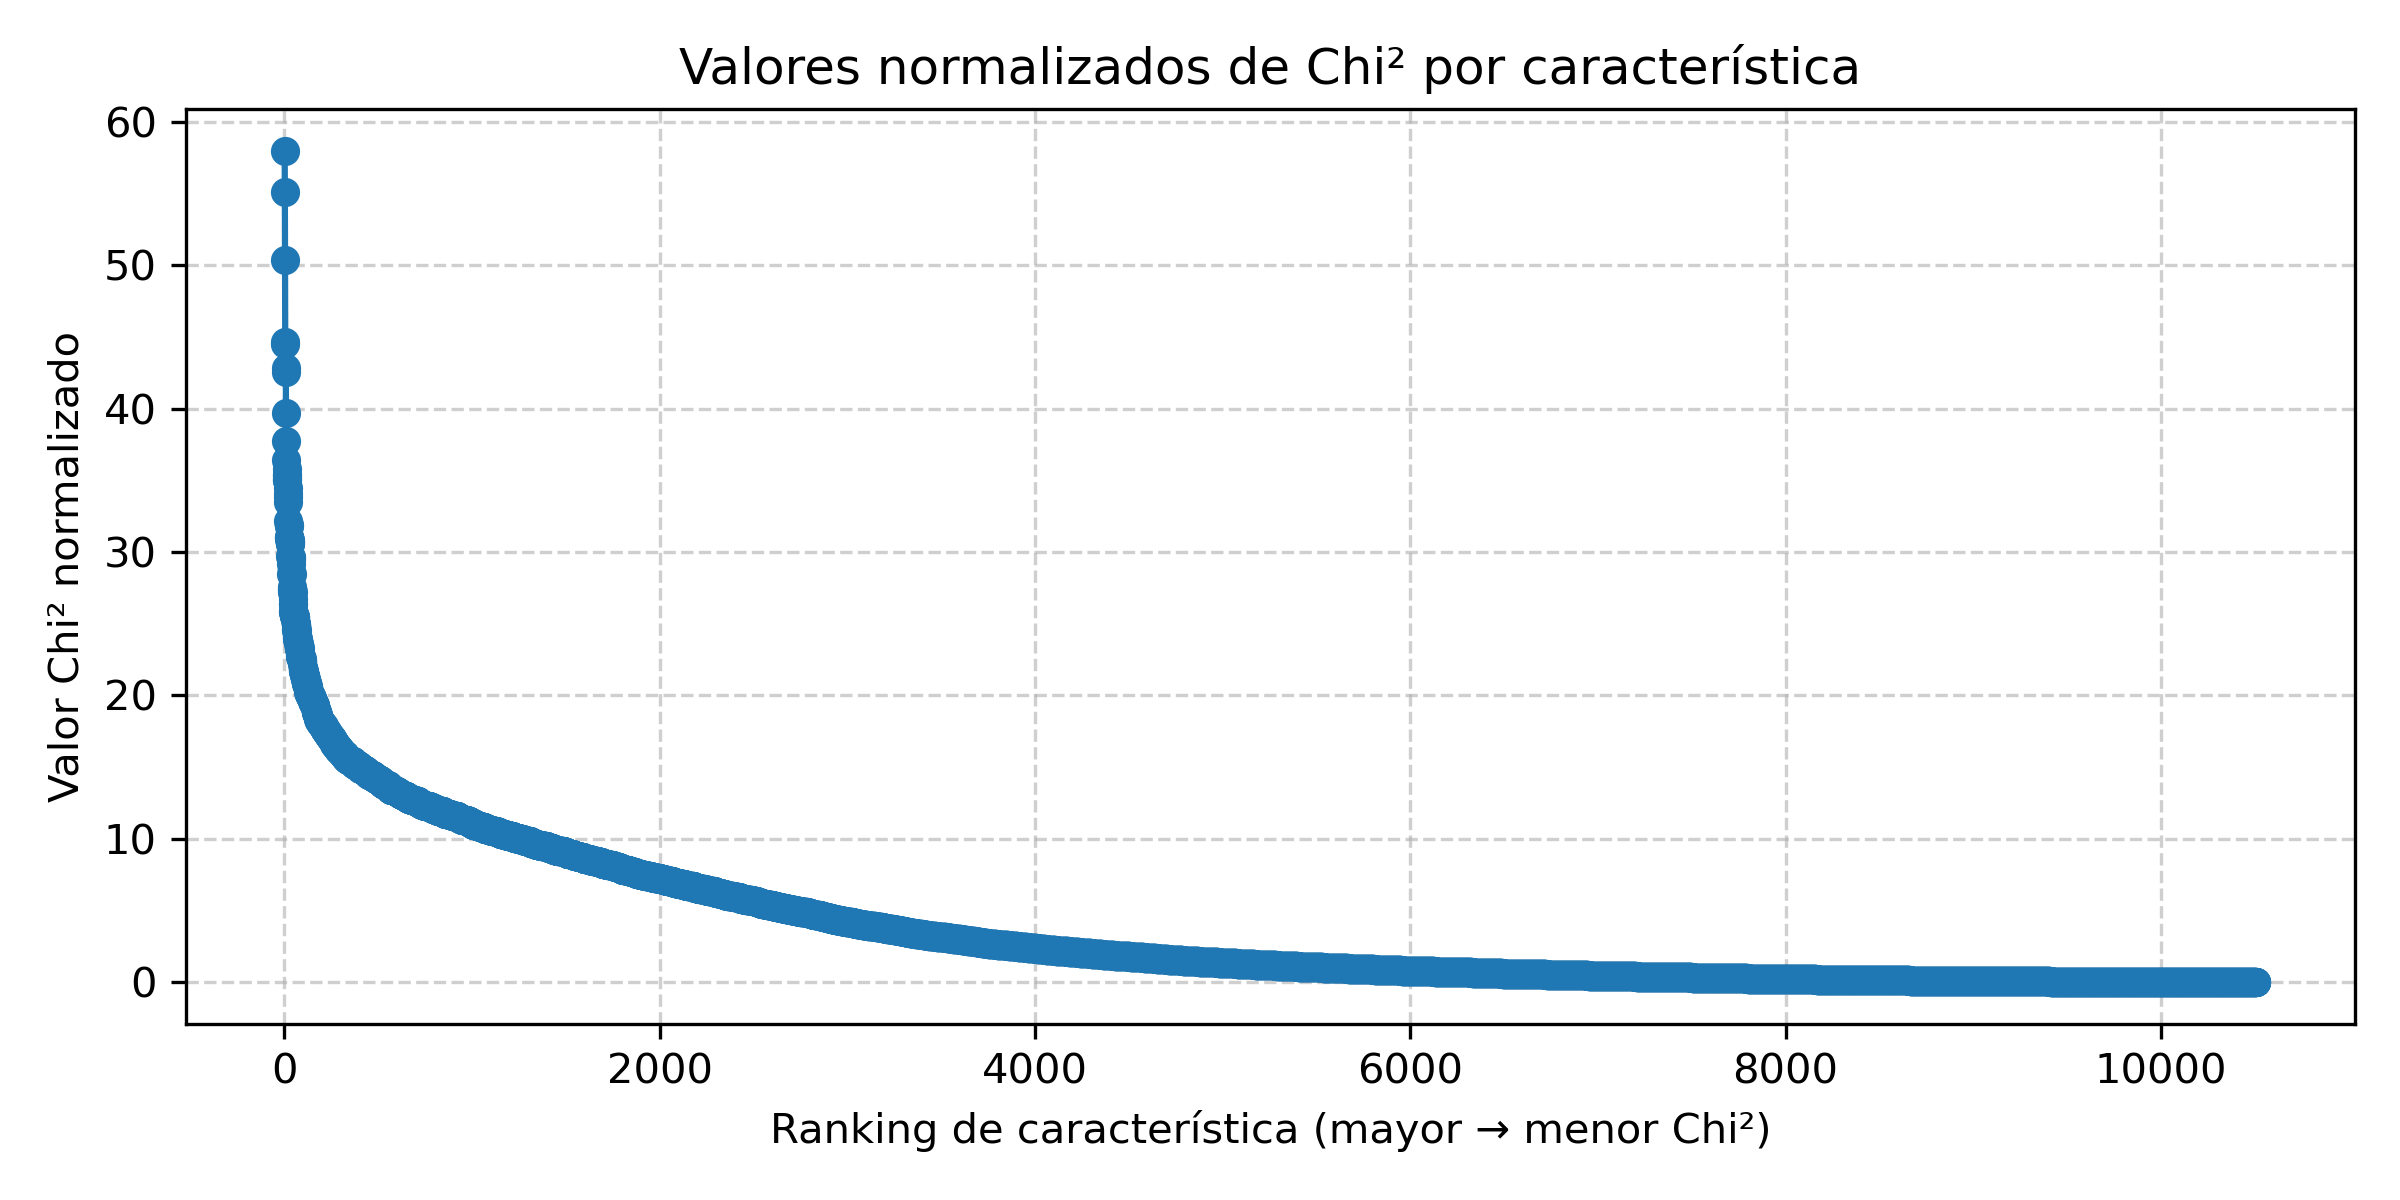 Valores normalizados de Chi² por característica
60
50
40
30
20
10
0
Valor Chi² normalizado
0 2000 4000 6000 8000 10000
Ranking de característica (mayor → menor Chi²)